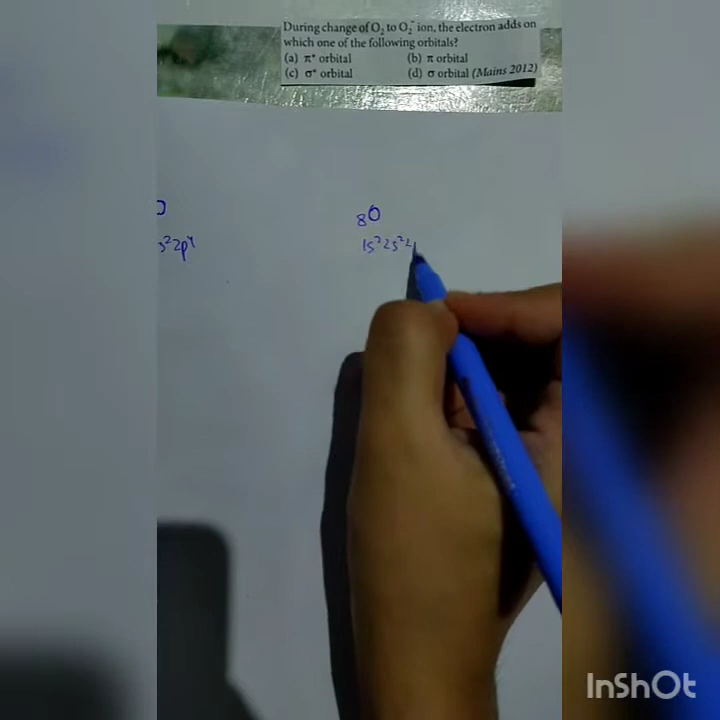 During change of O₂ to O₂⁻ ion, the electron adds on
which one of the following orbitals?
(a) π* orbital (b) π orbital
(c) σ* orbital (d) σ orbital (Mains 2012)
₈O
s²2p⁴ 1s²2s²2
InShOt